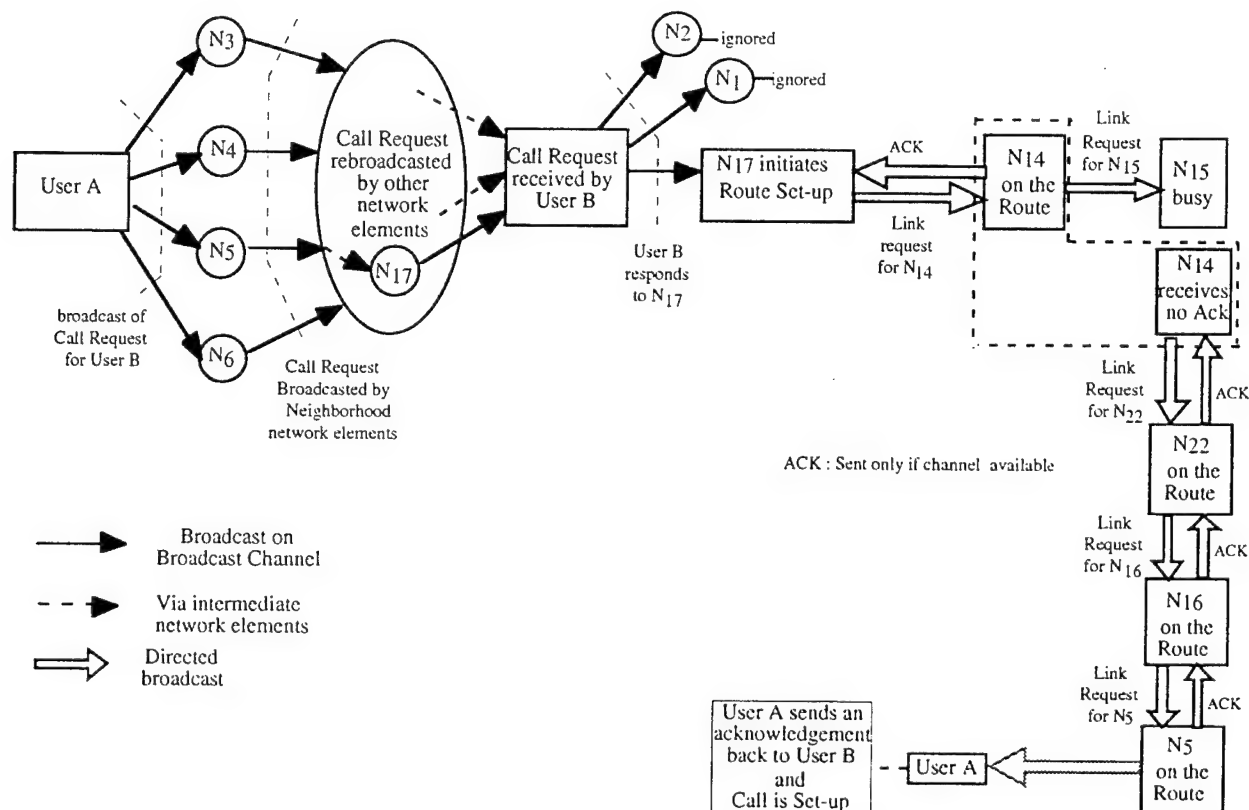 N3
N4
N5
N6
User A
broadcast of
Call Request
for User B
Call Request
Broadcasted by
Neighborhood
network elements
Call Request
rebroadcasted
by other
network
elements
N17
Call Request
received by
User B
N2
ignored
N1
ignored
User B
responds
to N17
N17 initiates
Route Set-up
ACK
Link
request
for N14
N14
on the
Route
Link
Request
for N15
N15
busy
N14
receives
no Ack
Link
Request
for N22
ACK
N22
on the
Route
ACK : Sent only if channel available
Link
Request
for N16
ACK
N16
on the
Route
Link
Request
for N5
ACK
N5
on the
Route
User A
User A sends an
acknowledgement
back to User B
and
Call is Set-up
Broadcast on
Broadcast Channel
Via intermediate
network elements
Directed
broadcast